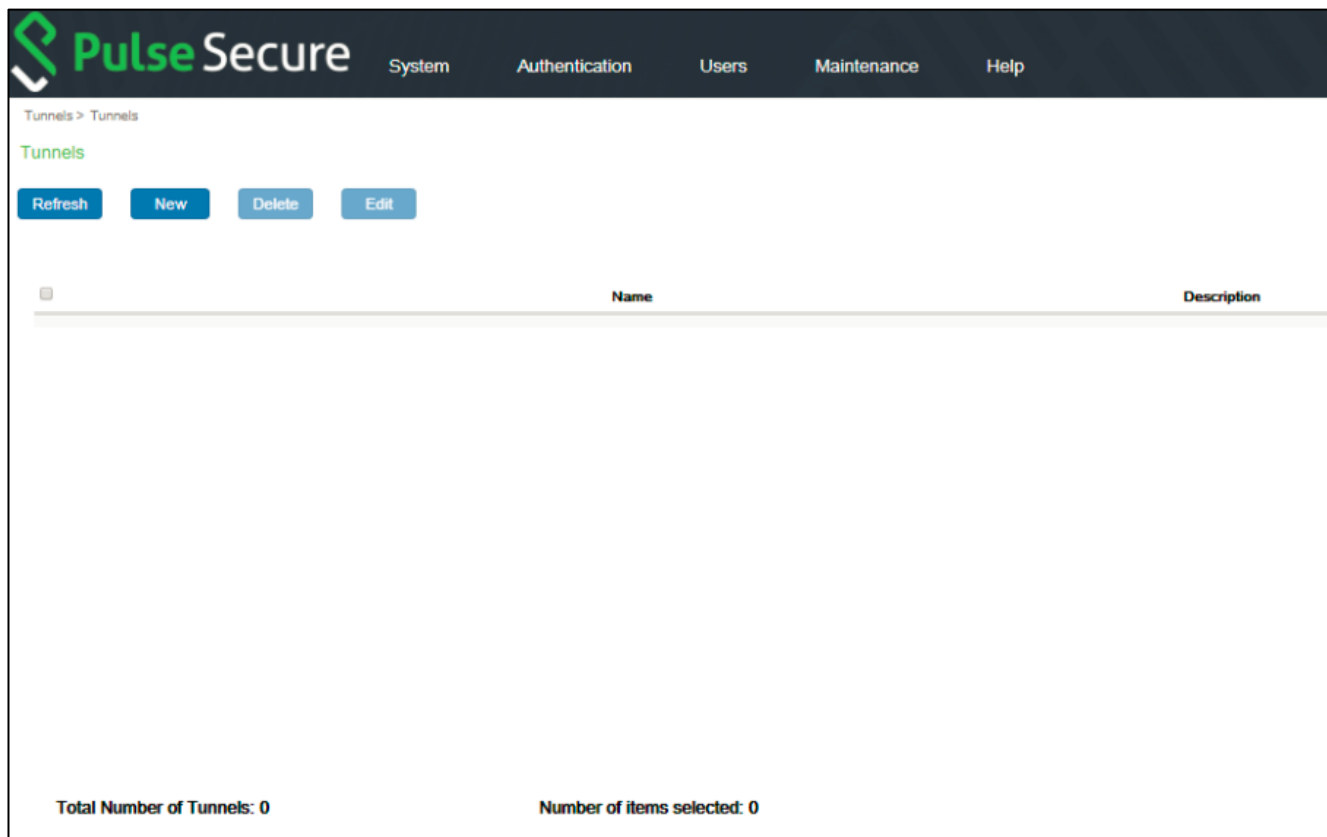 Pulse Secure System Authentication Users Maintenance Help
Tunnels > Tunnels
Tunnels
Refresh New Delete Edit
Name Description
Total Number of Tunnels: 0 Number of items selected: 0